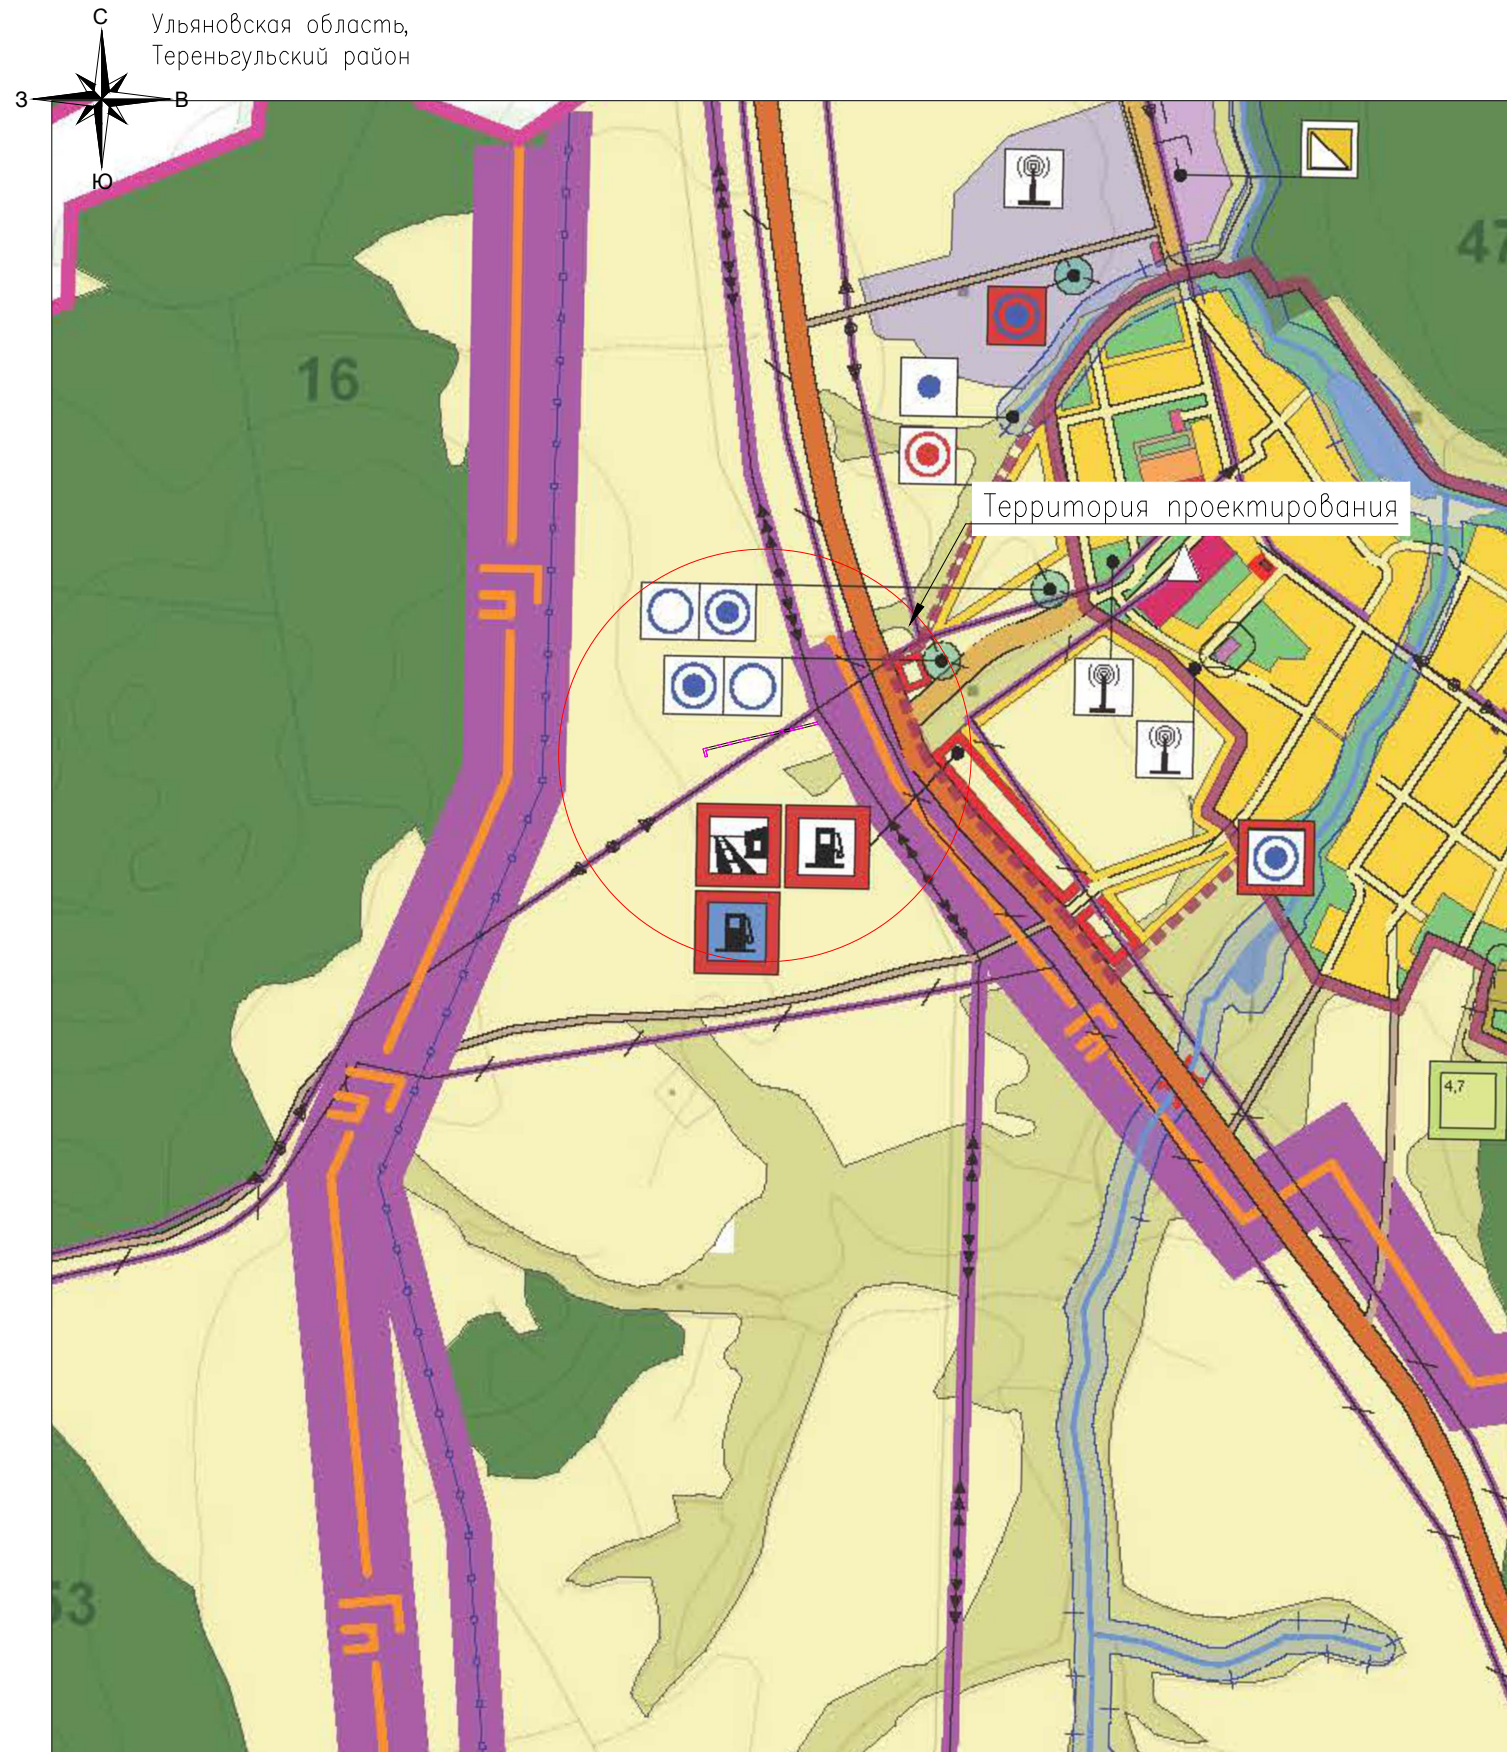 С
Ульяновская область,
Тереньгульский район
З
В
Ю
47
16
Территория проектирования
4,7
53